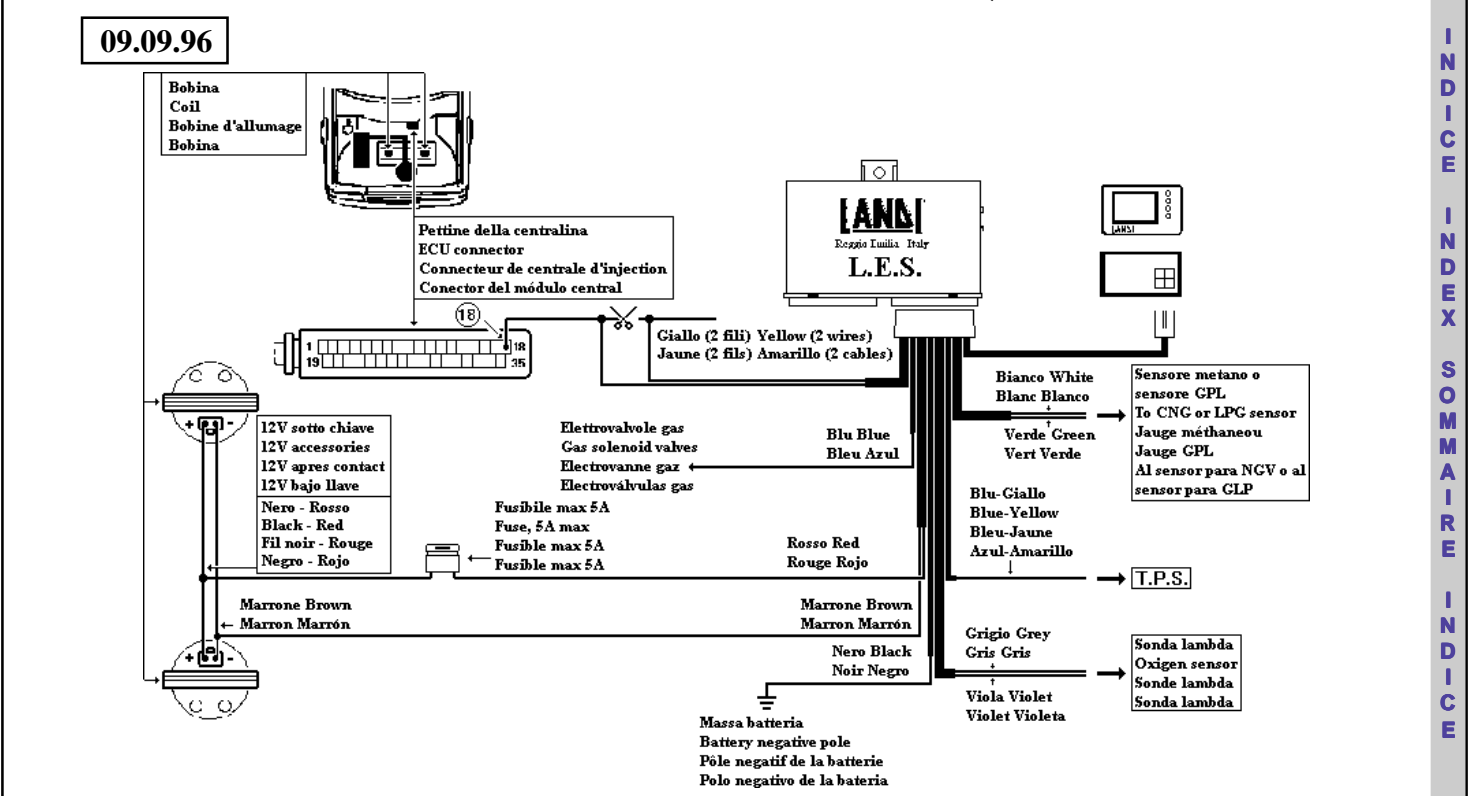 09.09.96
Bobina
Coil
Bobine d'allumage
Bobina
Pettine della centralina
ECU connector
Connecteur de centrale d'injection
Conector del módulo central
18
1
18
19
35
LANDI
Reggio Emilia Italy
L.E.S.
LANDI
Giallo (2 fili) Yellow (2 wires)
Jaune (2 fils) Amarillo (2 cables)
Bianco White
Blanc Blanco
Verde Green
Vert Verde
Sensore metano o
sensore GPL
To CNG or LPG sensor
Jauge méthaneou
Jauge GPL
Al sensor para NGV o al
sensor para GLP
+ -
12V sotto chiave
12V accessories
12V apres contact
12V bajo llave
Nero - Rosso
Black - Red
Fil noir - Rouge
Negro - Rojo
Elettrovalvole gas
Gas solenoid valves
Electrovanne gaz
Electroválvulas gas
Blu Blue
Bleu Azul
Fusibile max 5A
Fuse, 5A max
Fusible max 5A
Fusible max 5A
Rosso Red
Rouge Rojo
Blu-Giallo
Blue-Yellow
Bleu-Jaune
Azul-Amarillo
T.P.S.
Marrone Brown
Marron Marrón
Marrone Brown
Marron Marrón
+ -
Nero Black
Noir Negro
Grigio Grey
Gris Gris
Viola Violet
Violet Violeta
Sonda lambda
Oxigen sensor
Sonde lambda
Sonda lambda
Massa batteria
Battery negative pole
Pôle negatif de la batterie
Polo negativo de la bateria
INDICE INDEX SOMMAIRE INDICE